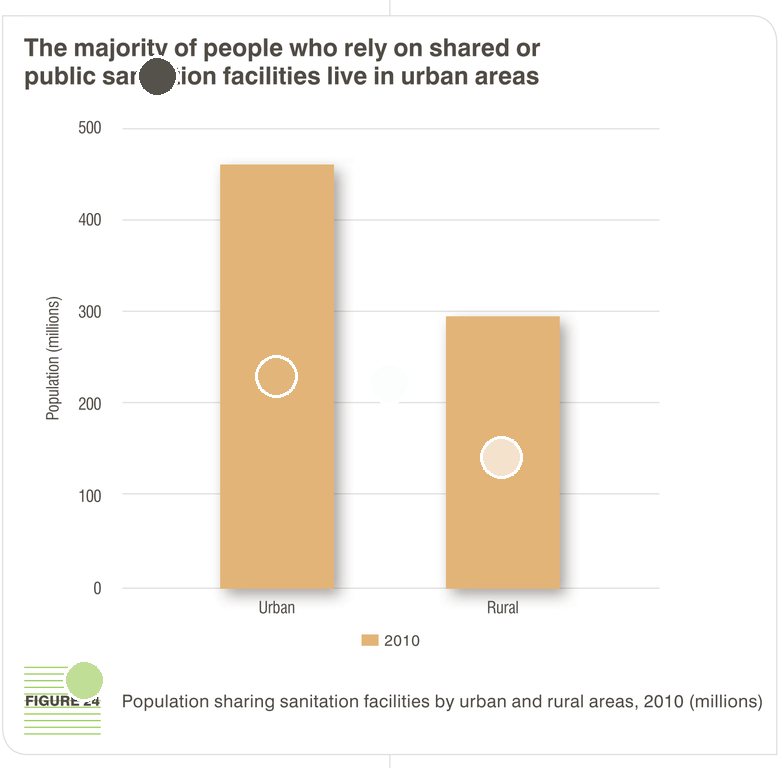 The majority of people who rely on shared or
public facilities live in urban areas
500
400
300
200
100
0
Population (millions)
Urban
Rural
2010
FIGURE 24
Population sharing sanitation facilities by urban and rural areas, 2010 (millions)